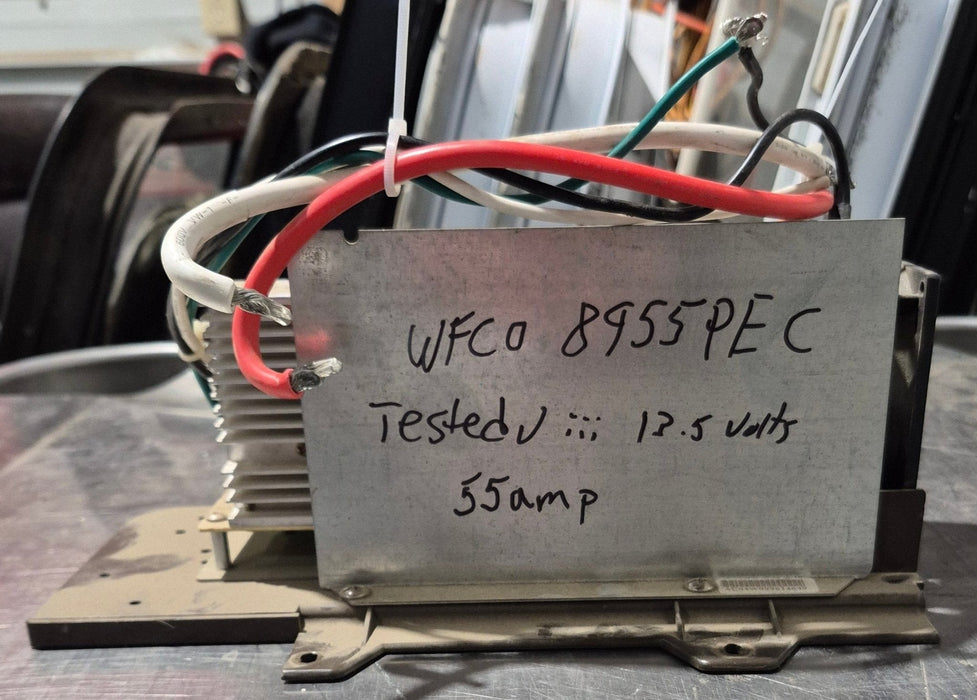 WFCO 8955PEC
Tested √ ::: 13.5 volts
55amp